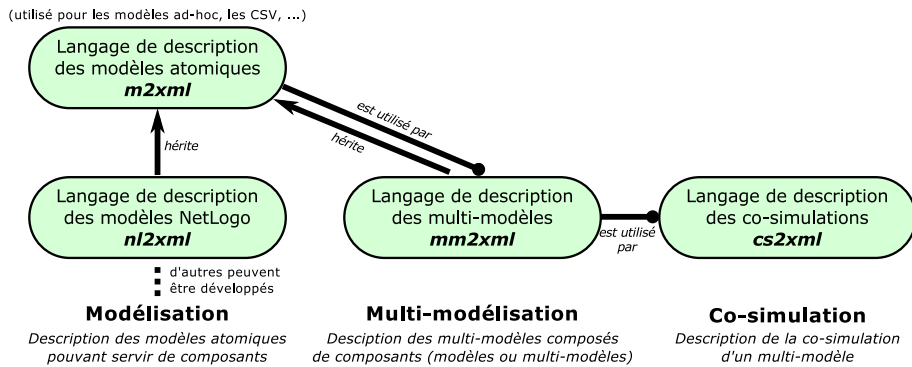 (utilisé pour les modèles ad-hoc, les CSV, ...)
Langage de description
des modèles atomiques
m2xml
est utilisé par
hérite
hérite
Langage de description
des modèles NetLogo
nl2xml
Langage de description
des multi-modèles
mm2xml
est utilisé
par
Langage de description
des co-simulations
cs2xml
d'autres peuvent
être développés
Modélisation
Description des modèles atomiques
pouvant servir de composants
Multi-modélisation
Desciption des multi-modèles composés
de composants (modèles ou multi-modèles)
Co-simulation
Description de la co-simulation
d'un multi-modèle